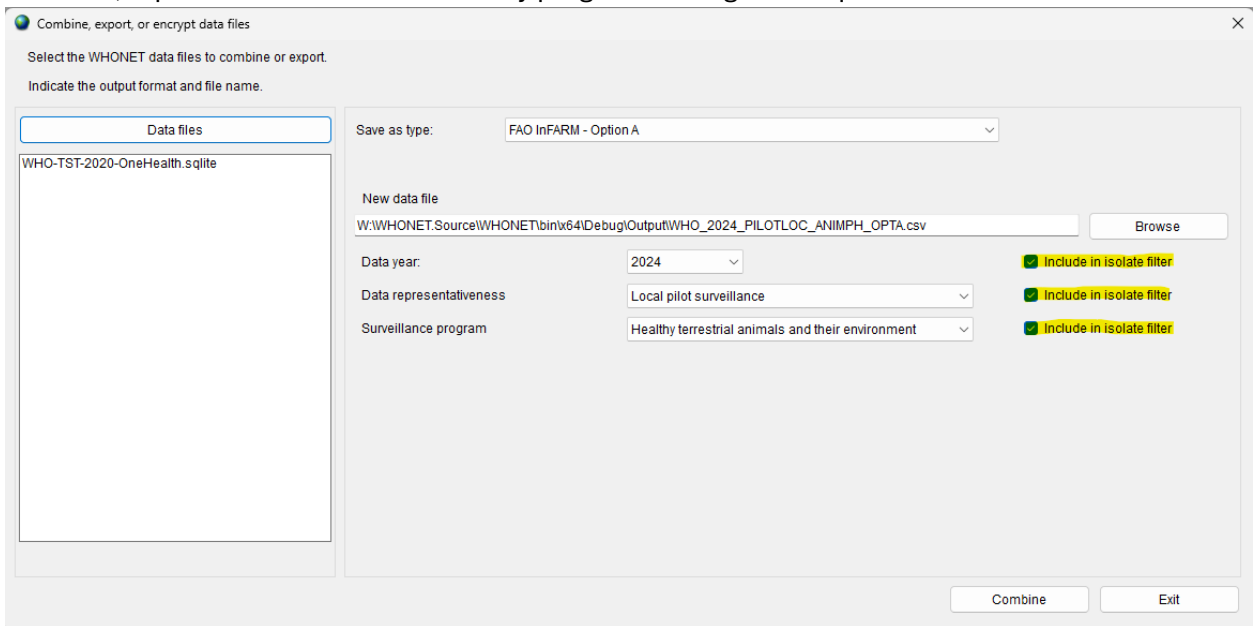 Combine, export, or encrypt data files
Select the WHONET data files to combine or export.
Indicate the output format and file name.
Data files
WHO-TST-2020-OneHealth.sqlite
Save as type: FAO InFARM - Option A
New data file
W:\WHONET.Source\WHONET\bin\x64\Debug\Output\WHO_2024_PILOTLOC_ANIMPH_OPTA.csv Browse
Data year: 2024 Include in isolate filter
Data representativeness Local pilot surveillance Include in isolate filter
Surveillance program Healthy terrestrial animals and their environment Include in isolate filter
Combine Exit